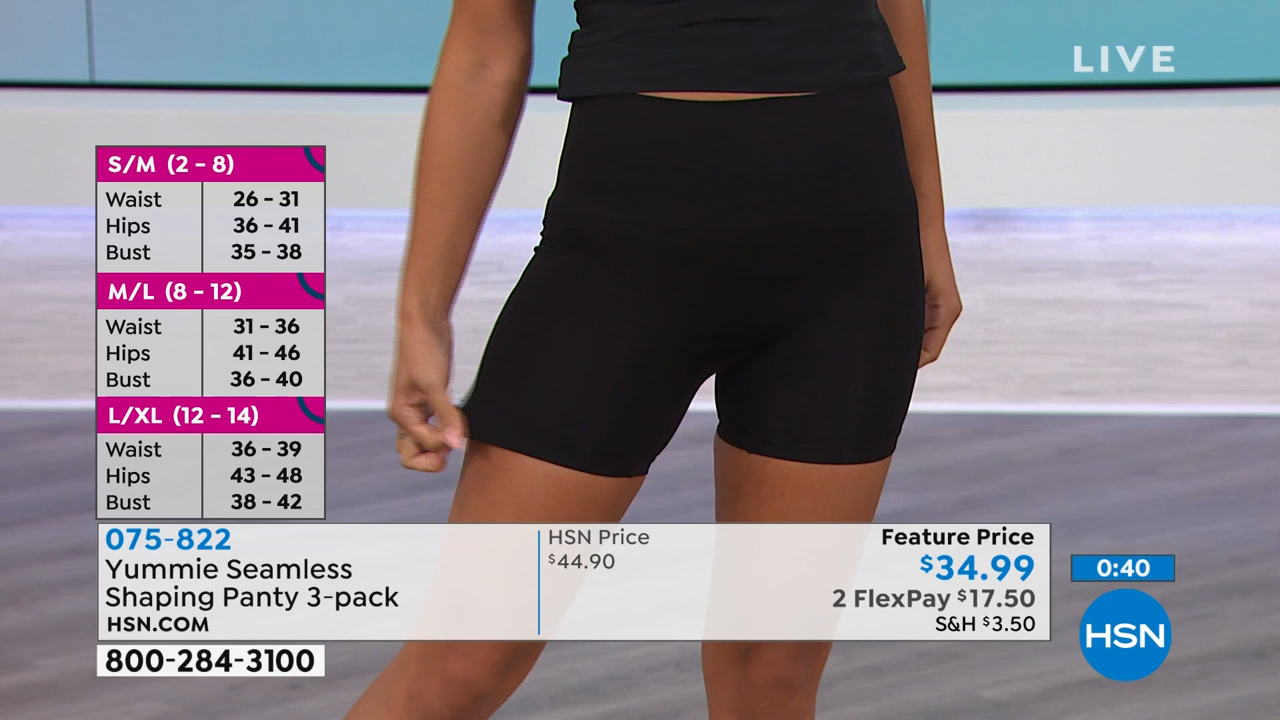 LIVE
S/M (2 - 8)
Waist 26 - 31
Hips 36 - 41
Bust 35 - 38
M/L (8 - 12)
Waist 31 - 36
Hips 41 - 46
Bust 36 - 40
L/XL (12 - 14)
Waist 36 - 39
Hips 43 - 48
Bust 38 - 42
075-822
Yummie Seamless
Shaping Panty 3-pack
HSN.COM
HSN Price
$44.90
Feature Price
$34.99
2 FlexPay $17.50
S&H $3.50
0:40
HSN
800-284-3100